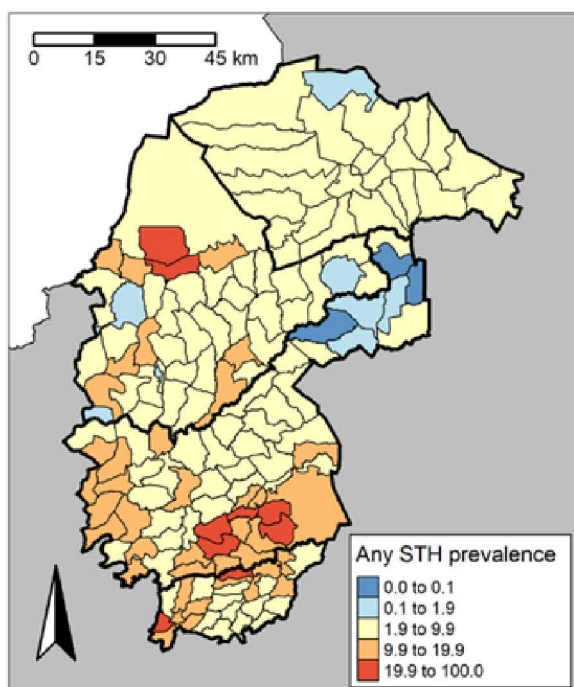 0 15 30 45 km
Any STH prevalence
0.0 to 0.1
0.1 to 1.9
1.9 to 9.9
9.9 to 19.9
19.9 to 100.0